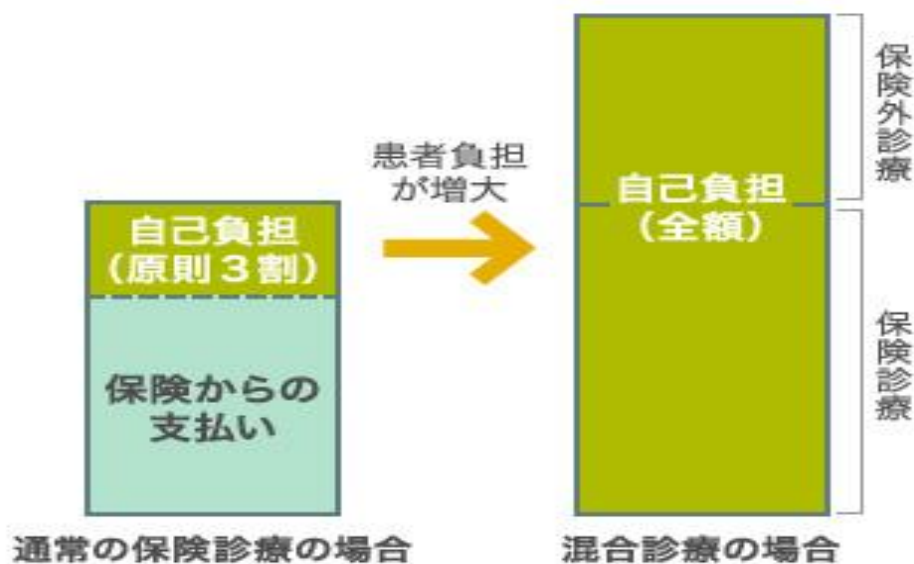 患者負担
が増大
自己負担
(原則3割)
保険からの
支払い
通常の保険診療の場合
自己負担
(全額)
保険外診療
保険診療
混合診療の場合